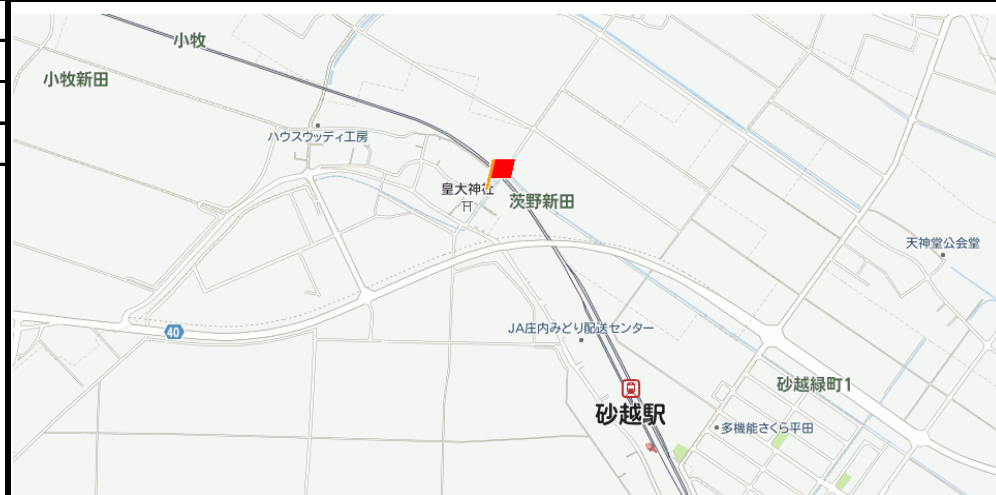 小牧
小牧新田
ハウスウッディ工房
皇大神社
茨野新田
天神堂公会堂
40
JA庄内みどり配送センター
砂越緑町1
砂越駅
多機能さくら平田